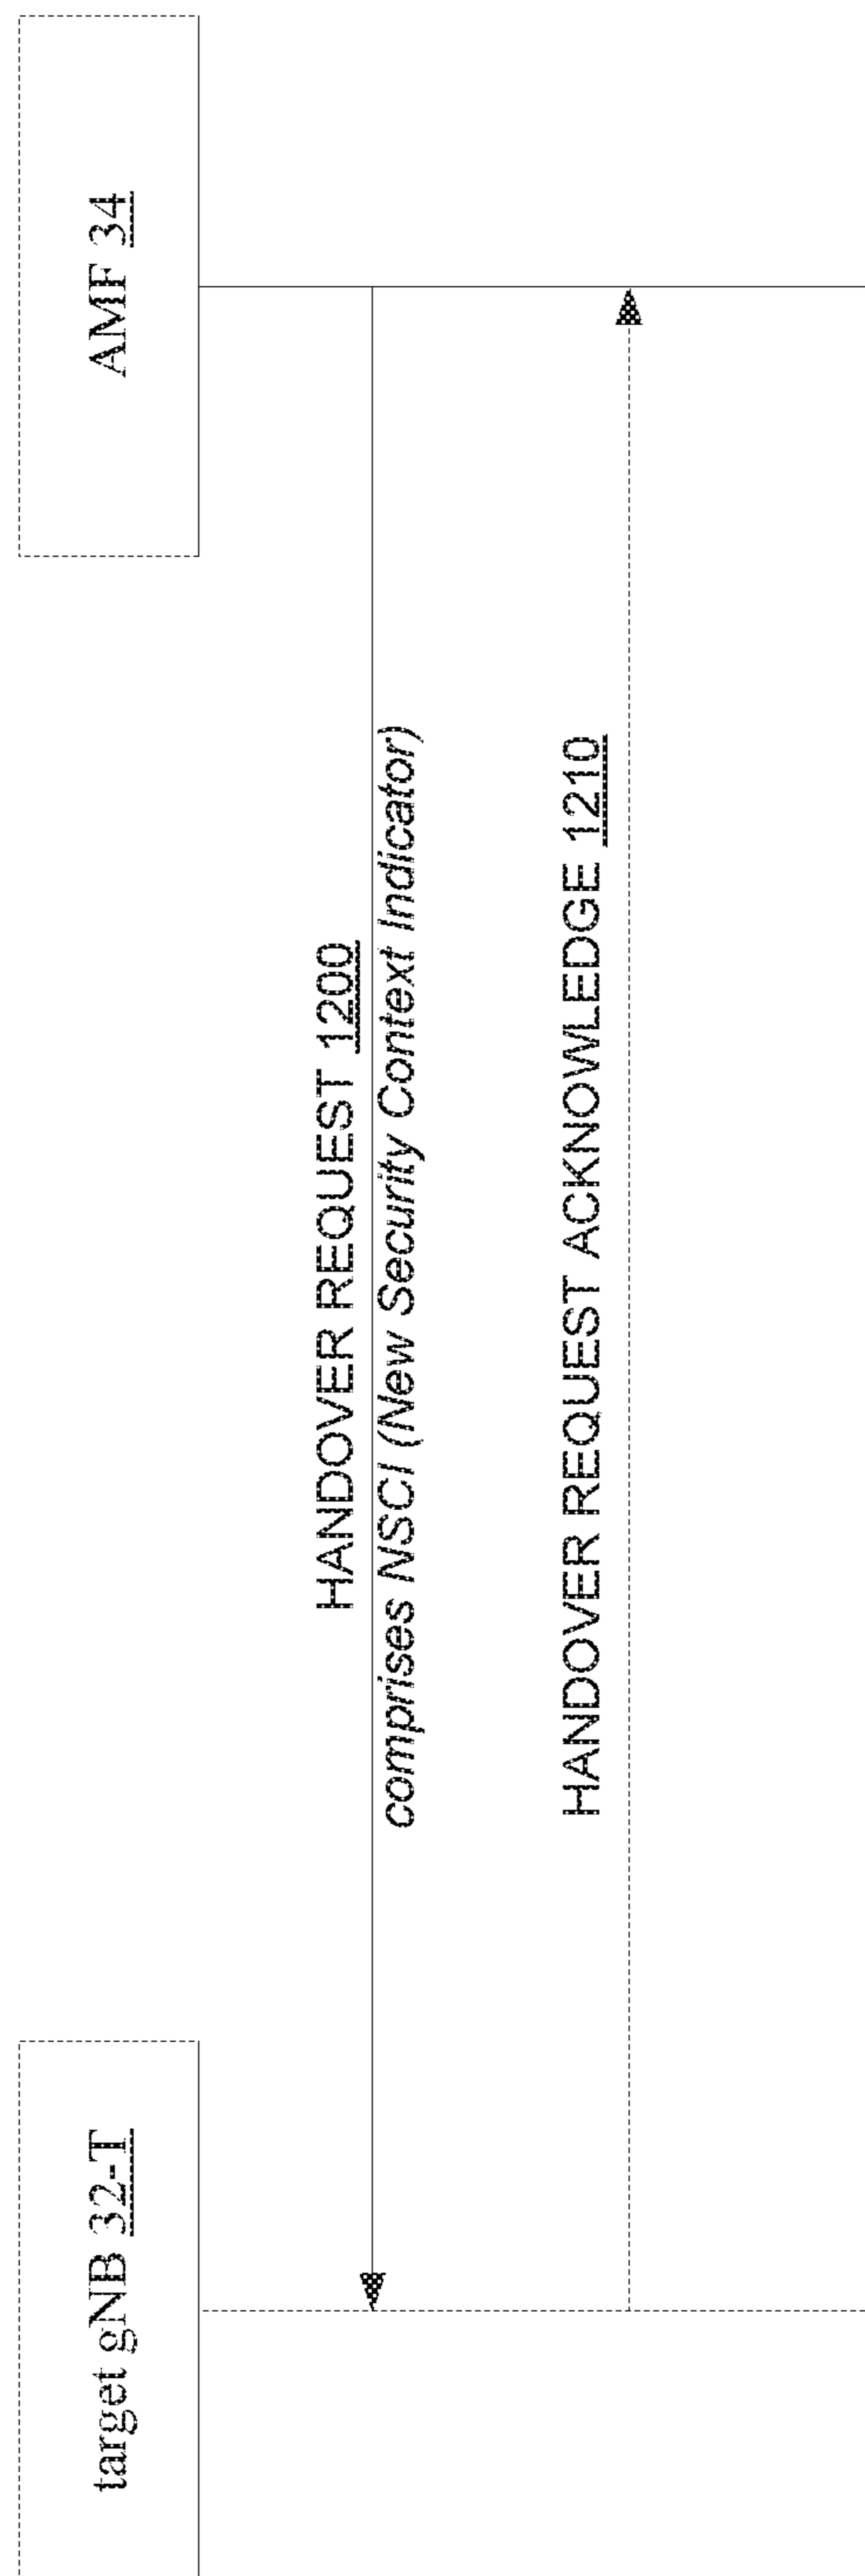 target gNB 32-T
AMF 34
HANDOVER REQUEST 1200
comprises NSCI (New Security Context Indicator)
HANDOVER REQUEST ACKNOWLEDGE 1210